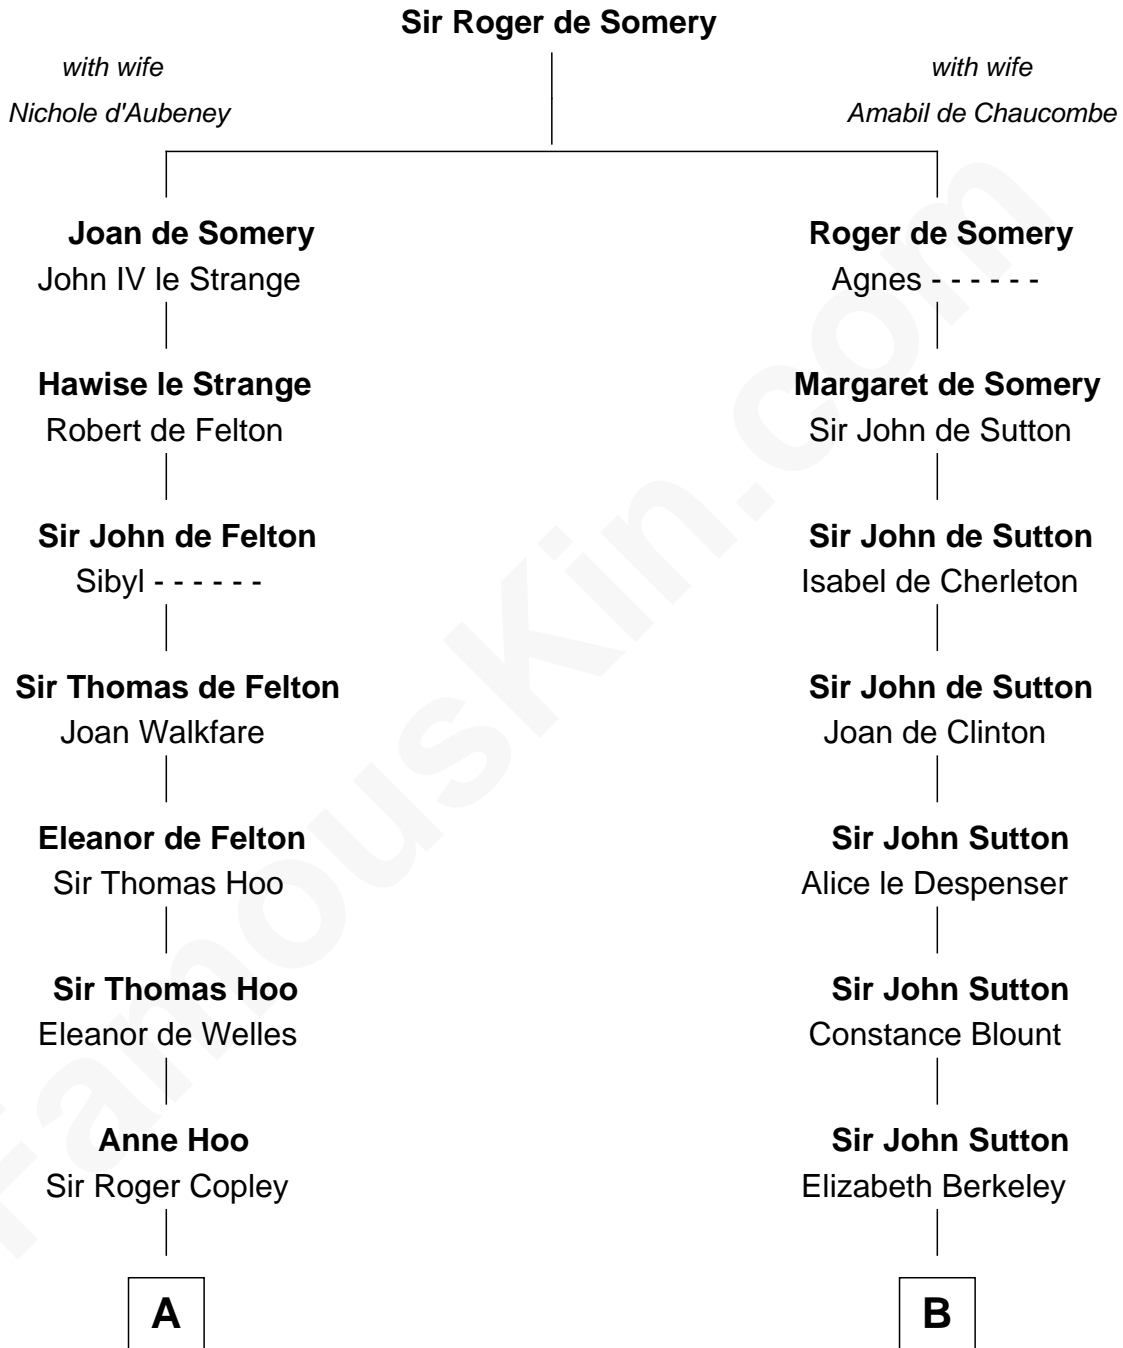 Sir Roger de Somery
with wife
Nichole d'Aubeney
with wife
Amabil de Chaucombe
Joan de Somery
John IV le Strange
Roger de Somery
Agnes - - - - - -
Hawise le Strange
Robert de Felton
Margaret de Somery
Sir John de Sutton
Sir John de Felton
Sibyl - - - - - -
Sir John de Sutton
Isabel de Cherleton
Sir Thomas de Felton
Joan Walkfare
Sir John de Sutton
Joan de Clinton
Eleanor de Felton
Sir Thomas Hoo
Sir John Sutton
Alice le Despenser
Sir Thomas Hoo
Eleanor de Welles
Sir John Sutton
Constance Blount
Anne Hoo
Sir Roger Copley
Sir John Sutton
Elizabeth Berkeley
A
B
FamousKin.com